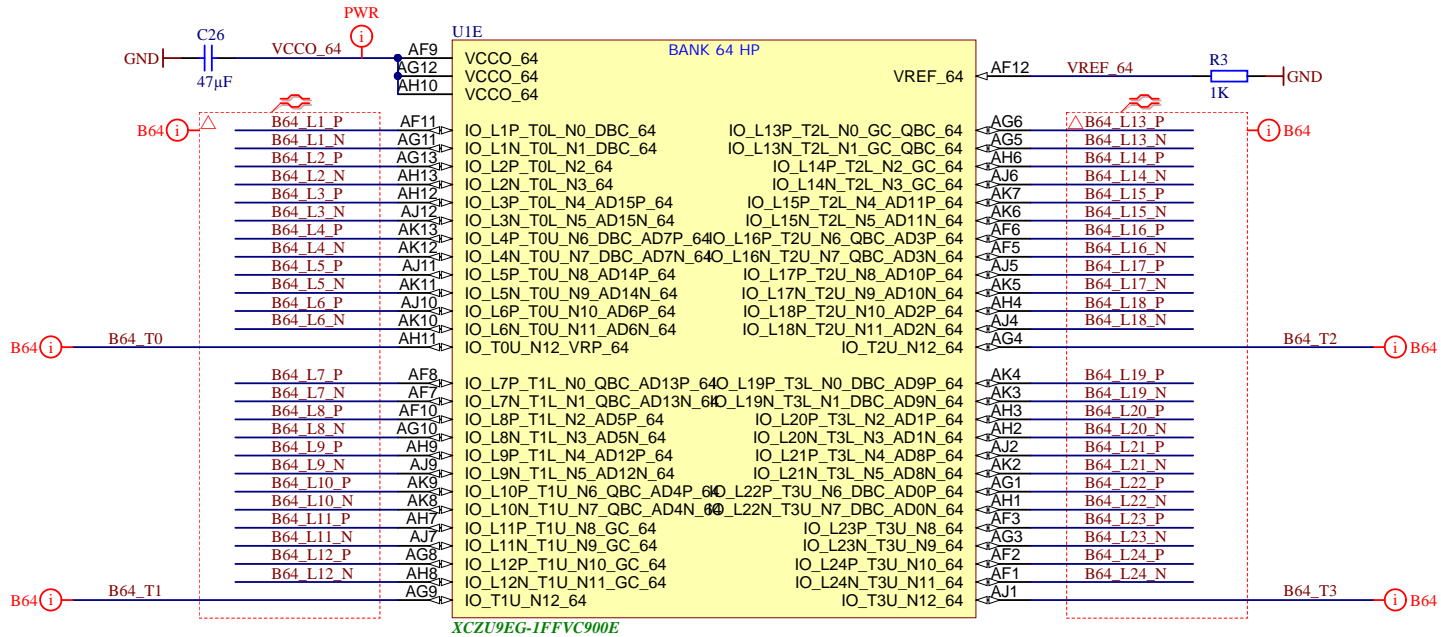 PWR
C26
GND
47µF
VCCO_64
U1E
BANK 64 HP
AF9 VCCO_64
AG12 VCCO_64
AH10 VCCO_64
VREF_64 AF12 VREF_64
R3
1K
GND
B64
B64
B64_L1_P AF11 IO_L1P_T0L_N0_DBC_64 IO_L13P_T2L_N0_GC_QBC_64 AG6 B64_L13_P
B64_L1_N AG11 IO_L1N_T0L_N1_DBC_64 IO_L13N_T2L_N1_GC_QBC_64 AG5 B64_L13_N
B64_L2_P AG13 IO_L2P_T0L_N2_64 IO_L14P_T2L_N2_GC_64 AH6 B64_L14_P
B64_L2_N AH13 IO_L2N_T0L_N3_64 IO_L14N_T2L_N3_GC_64 AJ6 B64_L14_N
B64_L3_P AH12 IO_L3P_T0L_N4_AD15P_64 IO_L15P_T2L_N4_AD11P_64 AK7 B64_L15_P
B64_L3_N AJ12 IO_L3N_T0L_N5_AD15N_64 IO_L15N_T2L_N5_AD11N_64 AK6 B64_L15_N
B64_L4_P AK13 IO_L4P_T0U_N6_DBC_AD7P_64 IO_L16P_T2U_N6_QBC_AD3P_64 AF6 B64_L16_P
B64_L4_N AK12 IO_L4N_T0U_N7_DBC_AD7N_64 IO_L16N_T2U_N7_QBC_AD3N_64 AF5 B64_L16_N
B64_L5_P AJ11 IO_L5P_T0U_N8_AD14P_64 IO_L17P_T2U_N8_AD10P_64 AJ5 B64_L17_P
B64_L5_N AK11 IO_L5N_T0U_N9_AD14N_64 IO_L17N_T2U_N9_AD10N_64 AK5 B64_L17_N
B64_L6_P AJ10 IO_L6P_T0U_N10_AD6P_64 IO_L18P_T2U_N10_AD2P_64 AH4 B64_L18_P
B64_L6_N AK10 IO_L6N_T0U_N11_AD6N_64 IO_L18N_T2U_N11_AD2N_64 AJ4 B64_L18_N
B64 B64_T0 AH11 IO_T0U_N12_VRP_64 IO_T2U_N12_64 AG4 B64_T2 B64
B64_L7_P AF8 IO_L7P_T1L_N0_QBC_AD13P_64 IO_L19P_T3L_N0_DBC_AD9P_64 AK4 B64_L19_P
B64_L7_N AF7 IO_L7N_T1L_N1_QBC_AD13N_64 IO_L19N_T3L_N1_DBC_AD9N_64 AK3 B64_L19_N
B64_L8_P AF10 IO_L8P_T1L_N2_AD5P_64 IO_L20P_T3L_N2_AD1P_64 AH3 B64_L20_P
B64_L8_N AG10 IO_L8N_T1L_N3_AD5N_64 IO_L20N_T3L_N3_AD1N_64 AH2 B64_L20_N
B64_L9_P AH9 IO_L9P_T1L_N4_AD12P_64 IO_L21P_T3L_N4_AD8P_64 AJ2 B64_L21_P
B64_L9_N AJ9 IO_L9N_T1L_N5_AD12N_64 IO_L21N_T3L_N5_AD8N_64 AK2 B64_L21_N
B64_L10_P AK9 IO_L10P_T1U_N6_QBC_AD4P_64 IO_L22P_T3U_N6_DBC_AD0P_64 AG1 B64_L22_P
B64_L10_N AK8 IO_L10N_T1U_N7_QBC_AD4N_64 IO_L22N_T3U_N7_DBC_AD0N_64 AH1 B64_L22_N
B64_L11_P AH7 IO_L11P_T1U_N8_GC_64 IO_L23P_T3U_N8_64 AF3 B64_L23_P
B64_L11_N AJ7 IO_L11N_T1U_N9_GC_64 IO_L23N_T3U_N9_64 AG3 B64_L23_N
B64_L12_P AG8 IO_L12P_T1U_N10_GC_64 IO_L24P_T3U_N10_64 AF2 B64_L24_P
B64_L12_N AH8 IO_L12N_T1U_N11_GC_64 IO_L24N_T3U_N11_64 AF1 B64_L24_N
B64 B64_T1 AG9 IO_T1U_N12_64 IO_T3U_N12_64 AJ1 B64_T3 B64
XCZU9EG-1FFVC900E